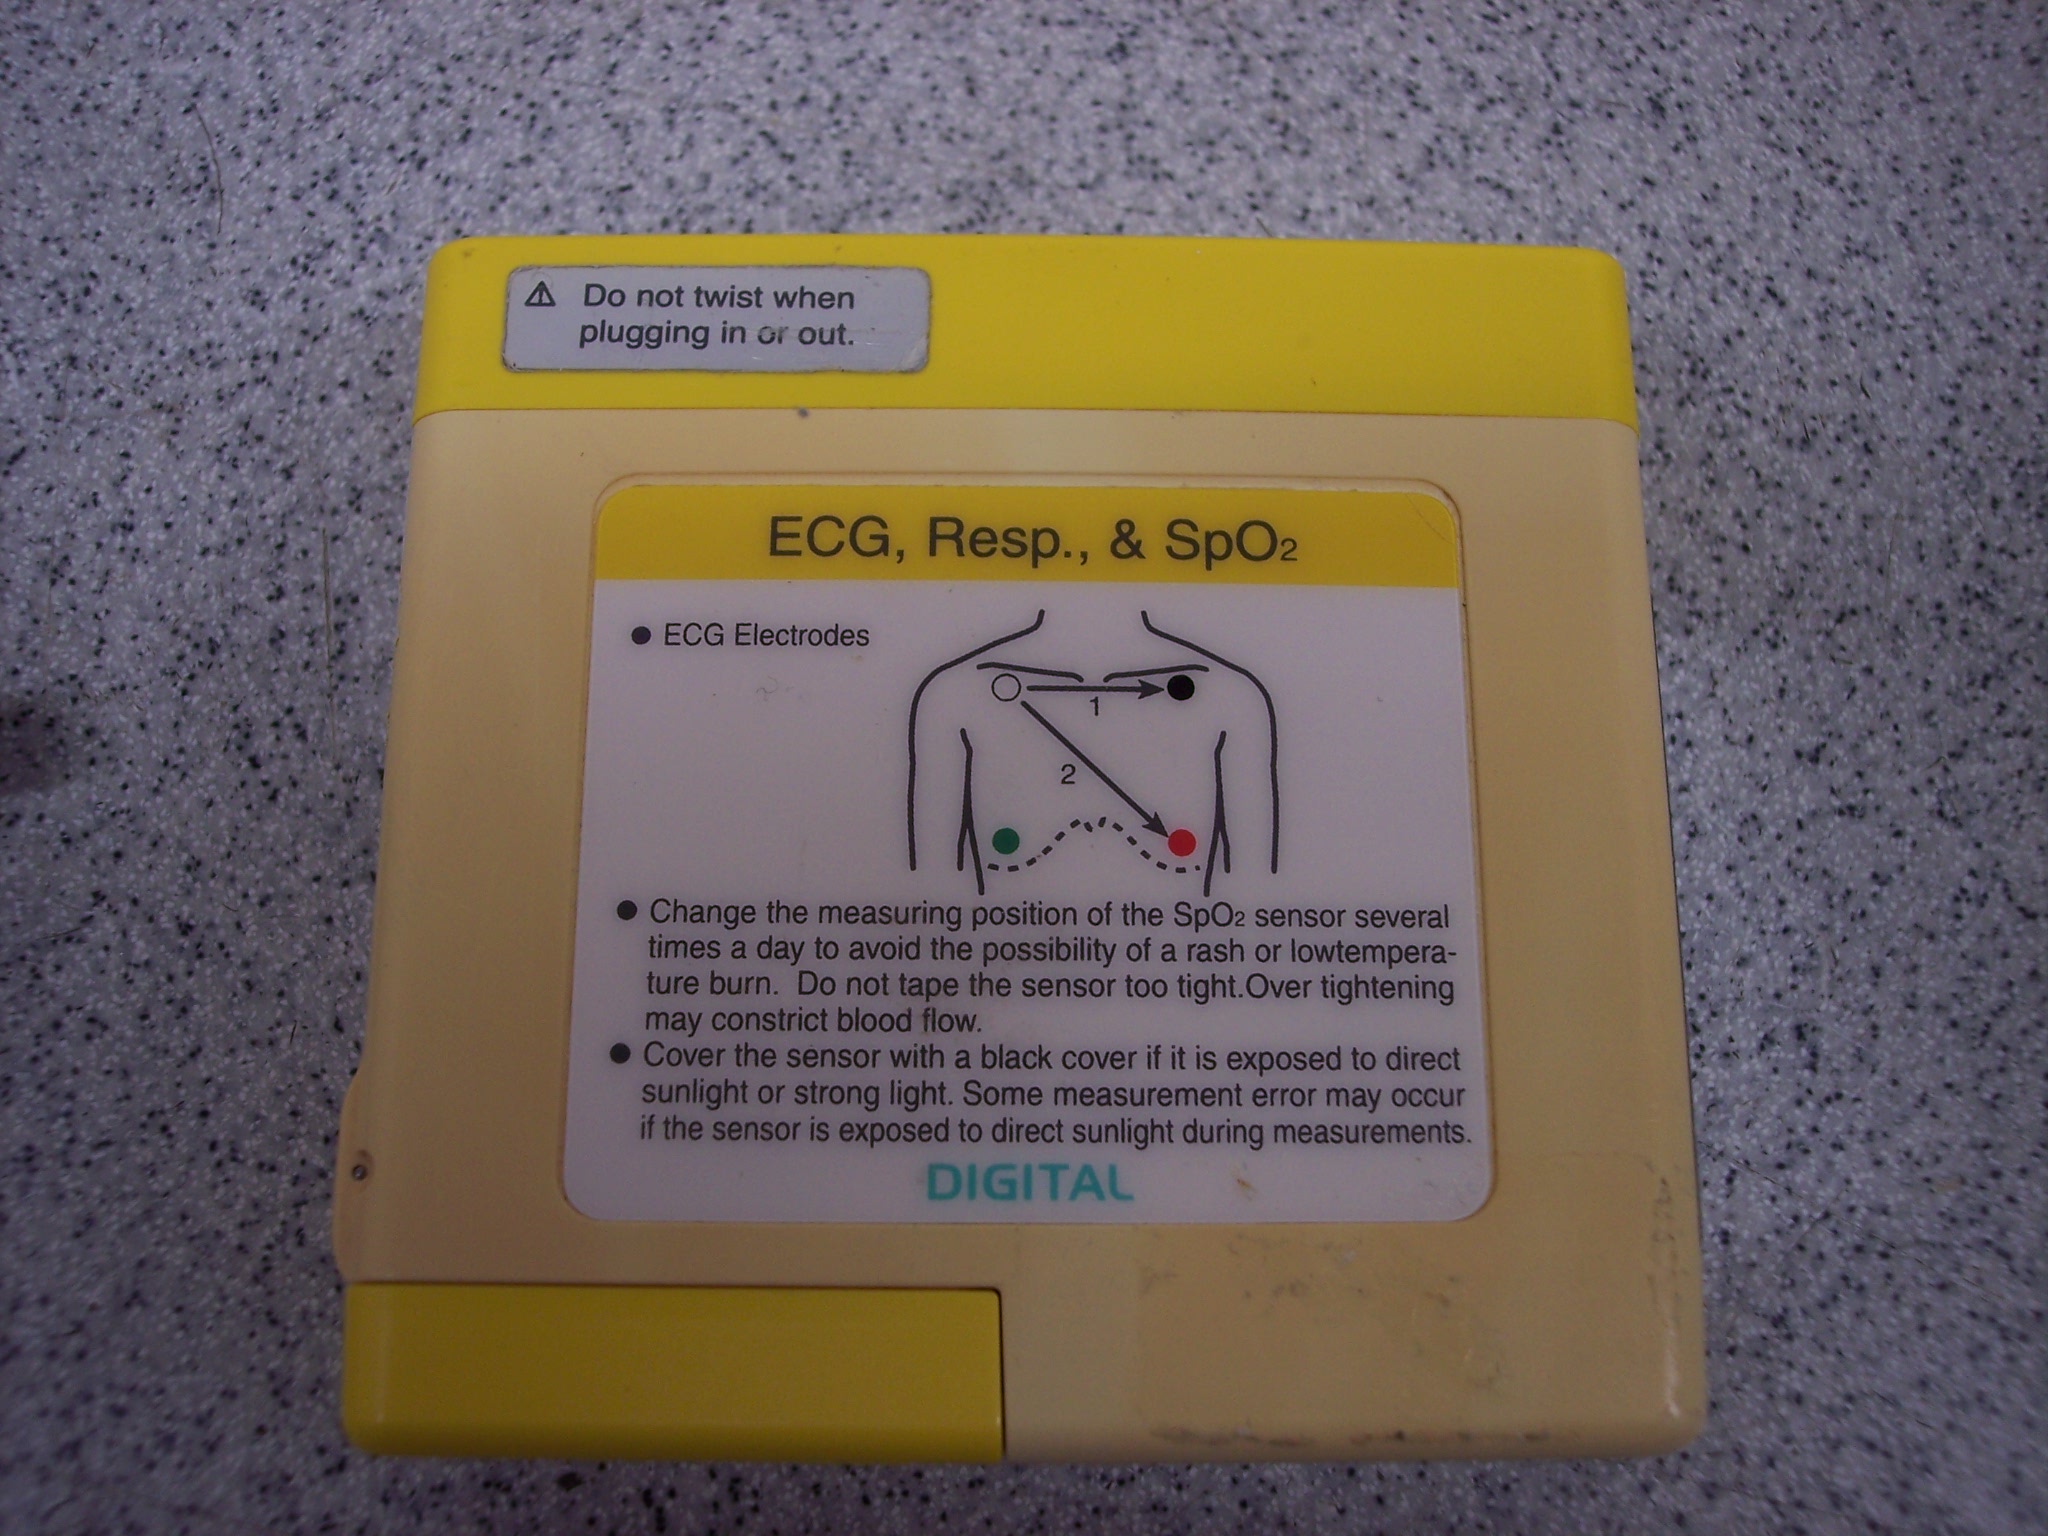 ⚠ Do not twist when
plugging in or out.
ECG, Resp., & SpO₂
● ECG Electrodes
1
2
● Change the measuring position of the SpO₂ sensor several
times a day to avoid the possibility of a rash or lowtempera-
ture burn. Do not tape the sensor too tight.Over tightening
may constrict blood flow.
● Cover the sensor with a black cover if it is exposed to direct
sunlight or strong light. Some measurement error may occur
if the sensor is exposed to direct sunlight during measurements.
DIGITAL